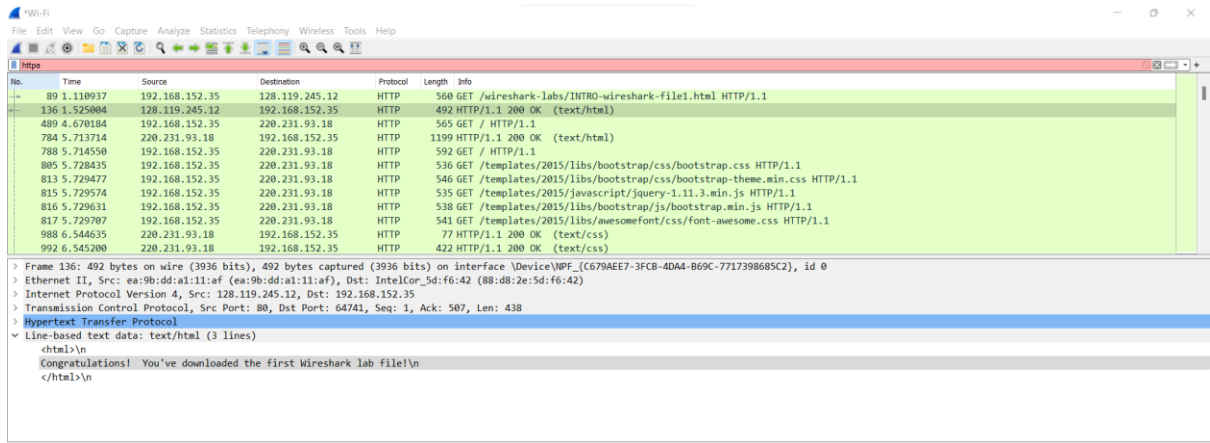 *Wi-Fi
File Edit View Go Capture Analyze Statistics Telephony Wireless Tools Help
https
No. Time Source Destination Protocol Length Info
89 1.110937 192.168.152.35 128.119.245.12 HTTP 560 GET /wireshark-labs/INTRO-wireshark-file1.html HTTP/1.1
136 1.525004 128.119.245.12 192.168.152.35 HTTP 492 HTTP/1.1 200 OK (text/html)
489 4.670184 192.168.152.35 220.231.93.18 HTTP 565 GET / HTTP/1.1
784 5.713714 220.231.93.18 192.168.152.35 HTTP 1199 HTTP/1.1 200 OK (text/html)
788 5.714550 192.168.152.35 220.231.93.18 HTTP 592 GET / HTTP/1.1
805 5.728435 192.168.152.35 220.231.93.18 HTTP 536 GET /templates/2015/libs/bootstrap/css/bootstrap.css HTTP/1.1
813 5.729477 192.168.152.35 220.231.93.18 HTTP 546 GET /templates/2015/libs/bootstrap/css/bootstrap-theme.min.css HTTP/1.1
815 5.729574 192.168.152.35 220.231.93.18 HTTP 535 GET /templates/2015/javascript/jquery-1.11.3.min.js HTTP/1.1
816 5.729631 192.168.152.35 220.231.93.18 HTTP 538 GET /templates/2015/libs/bootstrap/js/bootstrap.min.js HTTP/1.1
817 5.729707 192.168.152.35 220.231.93.18 HTTP 541 GET /templates/2015/libs/awesomefont/css/font-awesome.css HTTP/1.1
988 6.544635 220.231.93.18 192.168.152.35 HTTP 77 HTTP/1.1 200 OK (text/css)
992 6.545200 220.231.93.18 192.168.152.35 HTTP 422 HTTP/1.1 200 OK (text/css)
> Frame 136: 492 bytes on wire (3936 bits), 492 bytes captured (3936 bits) on interface \Device\NPF_{C679AEE7-3FCB-4DA4-B69C-7717398685C2}, id 0
> Ethernet II, Src: ea:9b:dd:a1:11:af (ea:9b:dd:a1:11:af), Dst: IntelCor_5d:f6:42 (88:d8:2e:5d:f6:42)
> Internet Protocol Version 4, Src: 128.119.245.12, Dst: 192.168.152.35
> Transmission Control Protocol, Src Port: 80, Dst Port: 64741, Seq: 1, Ack: 507, Len: 438
> Hypertext Transfer Protocol
Line-based text data: text/html (3 lines)
<html>\n
Congratulations!  You've downloaded the first Wireshark lab file!\n
</html>\n